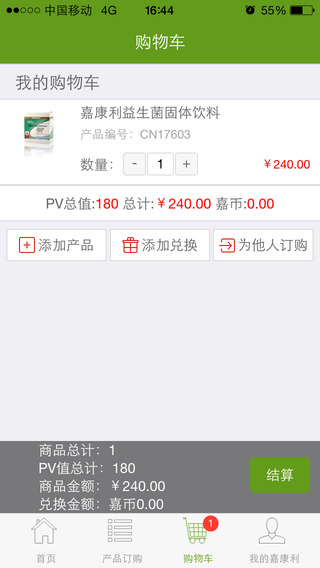 中国移动 4G 16:44 55%
购物车
我的购物车
嘉康利益生菌固体饮料
产品编号：CN17603
数量： - 1 + ￥240.00
PV总值:180 总计:￥240.00 嘉币:0.00
添加产品 添加兑换 为他人订购
商品总计：1
PV值总计：180
商品金额：￥240.00
兑换金额：嘉币0.00
结算
1
首页 产品订购 购物车 我的嘉康利